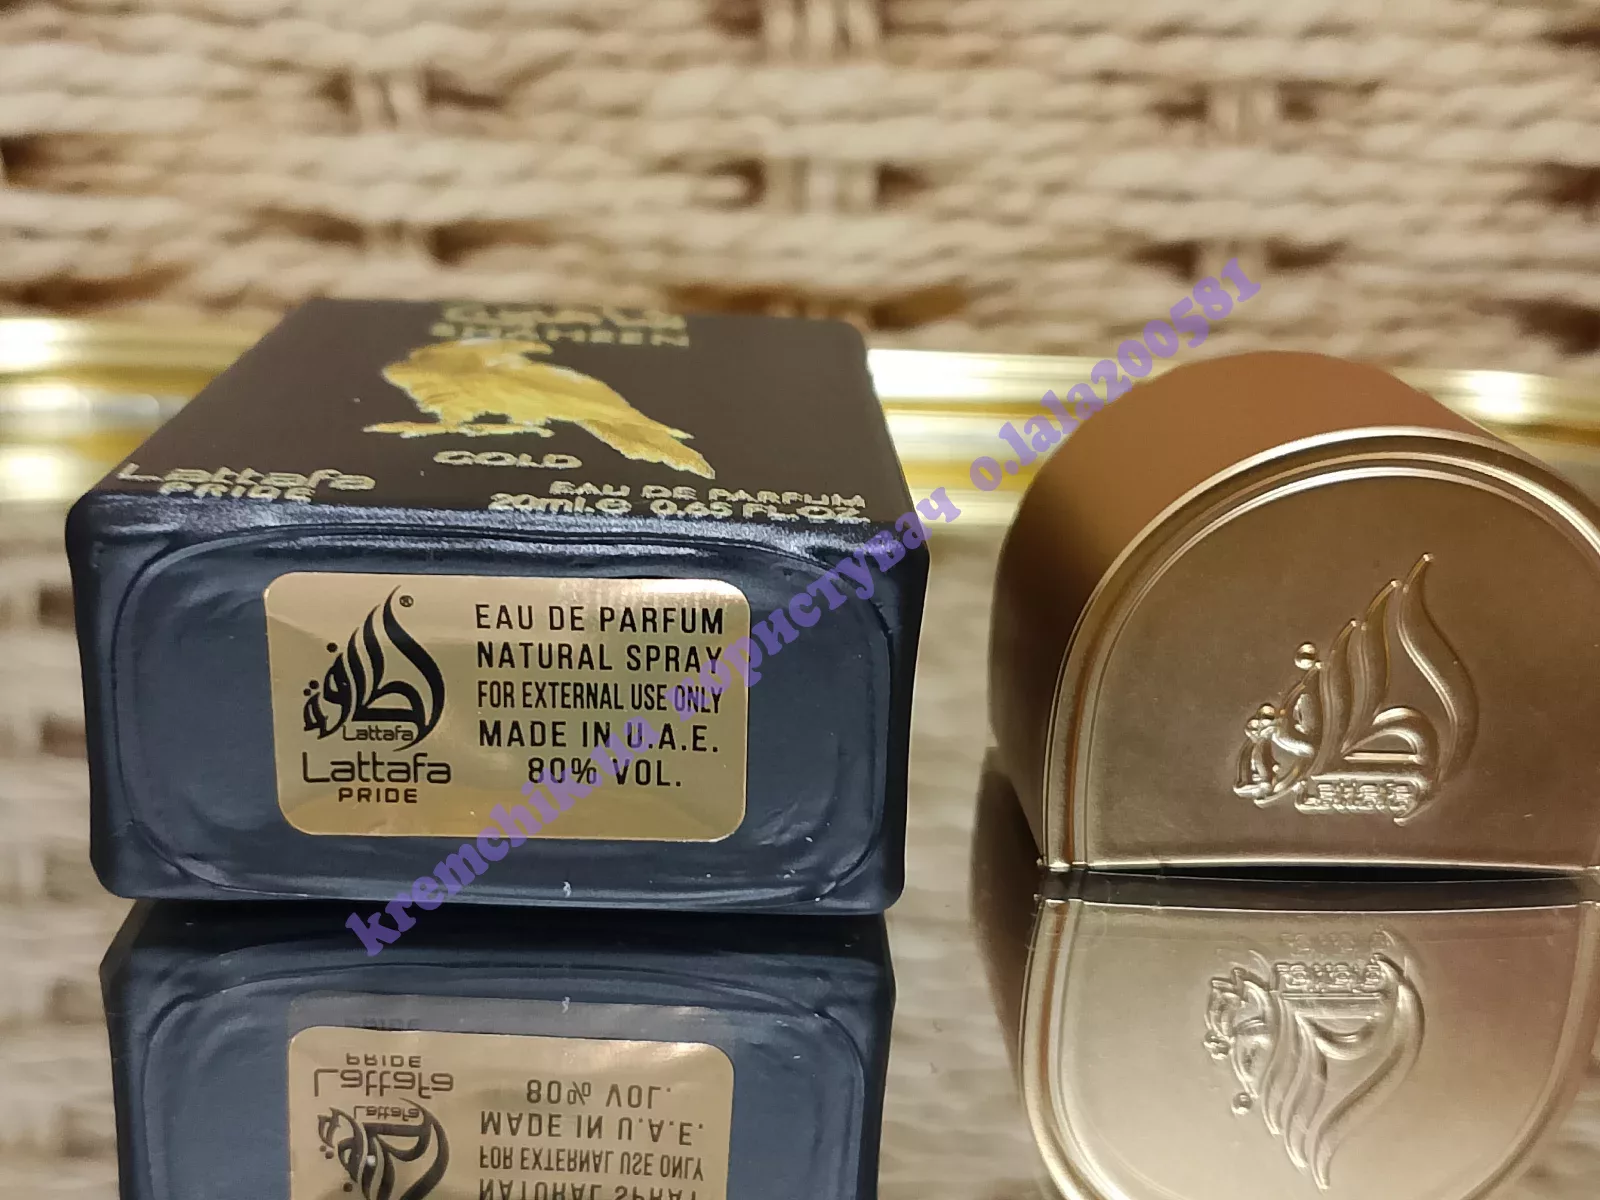 SHAHEEN
GOLD
Lattafa
PRIDE
EAU DE PARFUM
20ml.℮ 0.65 FL.OZ.
طافة
®
Lattafa
Lattafa
PRIDE
EAU DE PARFUM
NATURAL SPRAY
FOR EXTERNAL USE ONLY
MADE IN U.A.E.
80% VOL.
Lattafa
kremchik.ua користувач o.lala200581